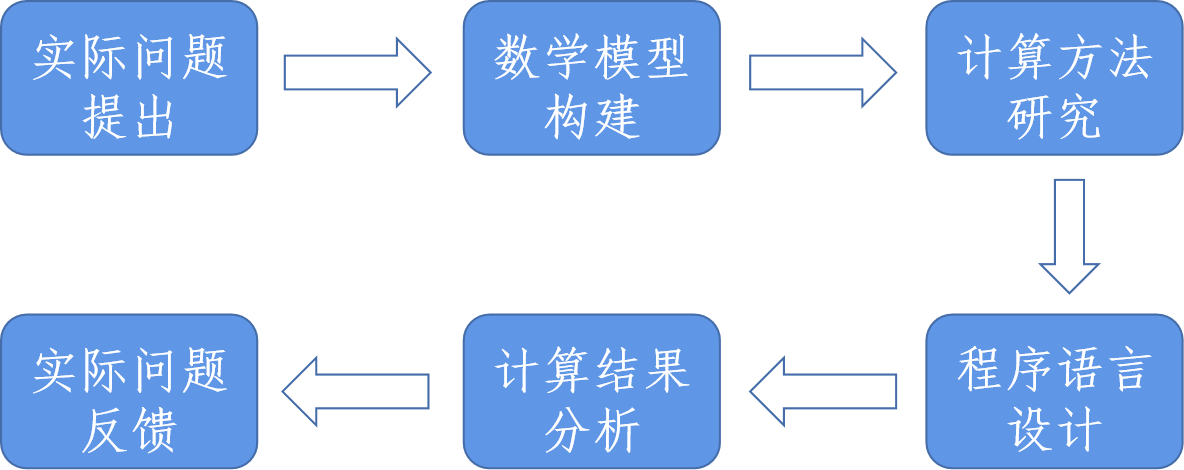 实际问题
提出
数学模型
构建
计算方法
研究
程序语言
设计
计算结果
分析
实际问题
反馈